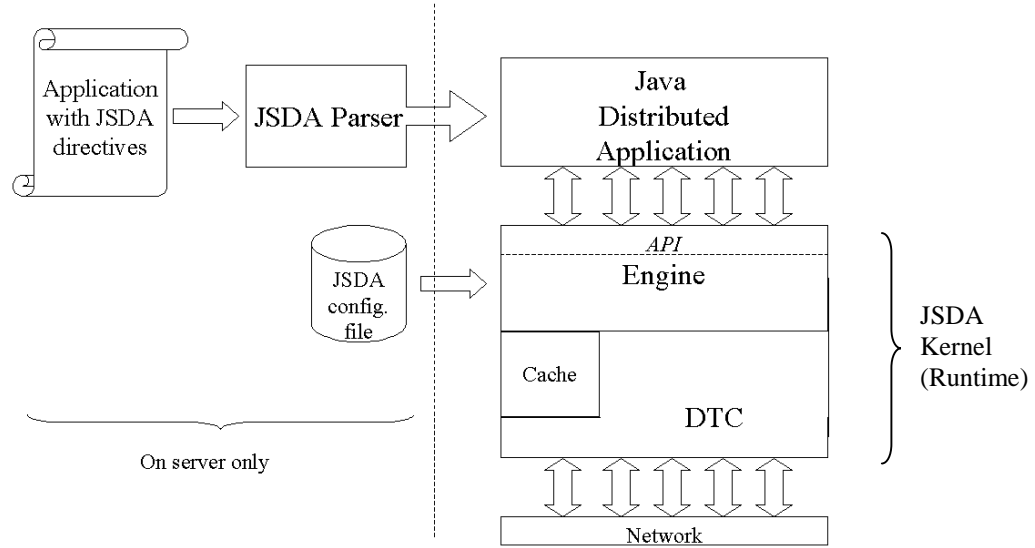 Application
with JSDA
directives
JSDA Parser
Java
Distributed
Application
API
Engine
JSDA
config.
file
Cache
DTC
JSDA
Kernel
(Runtime)
On server only
Network